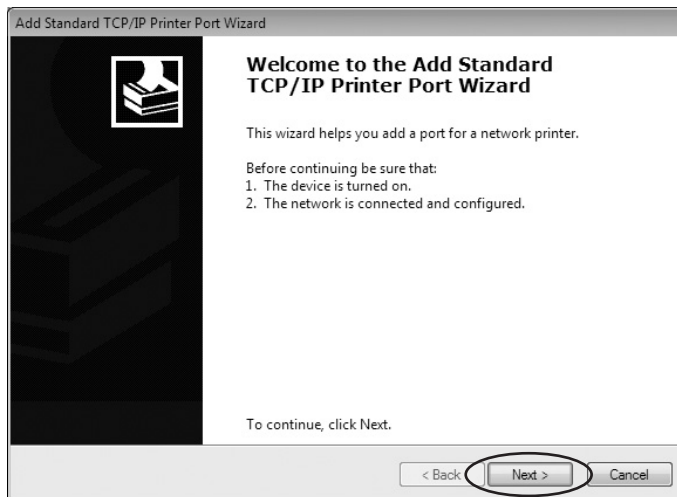 Add Standard TCP/IP Printer Port Wizard
Welcome to the Add Standard
TCP/IP Printer Port Wizard
This wizard helps you add a port for a network printer.
Before continuing be sure that:
1. The device is turned on.
2. The network is connected and configured.
To continue, click Next.
< Back
Next >
Cancel